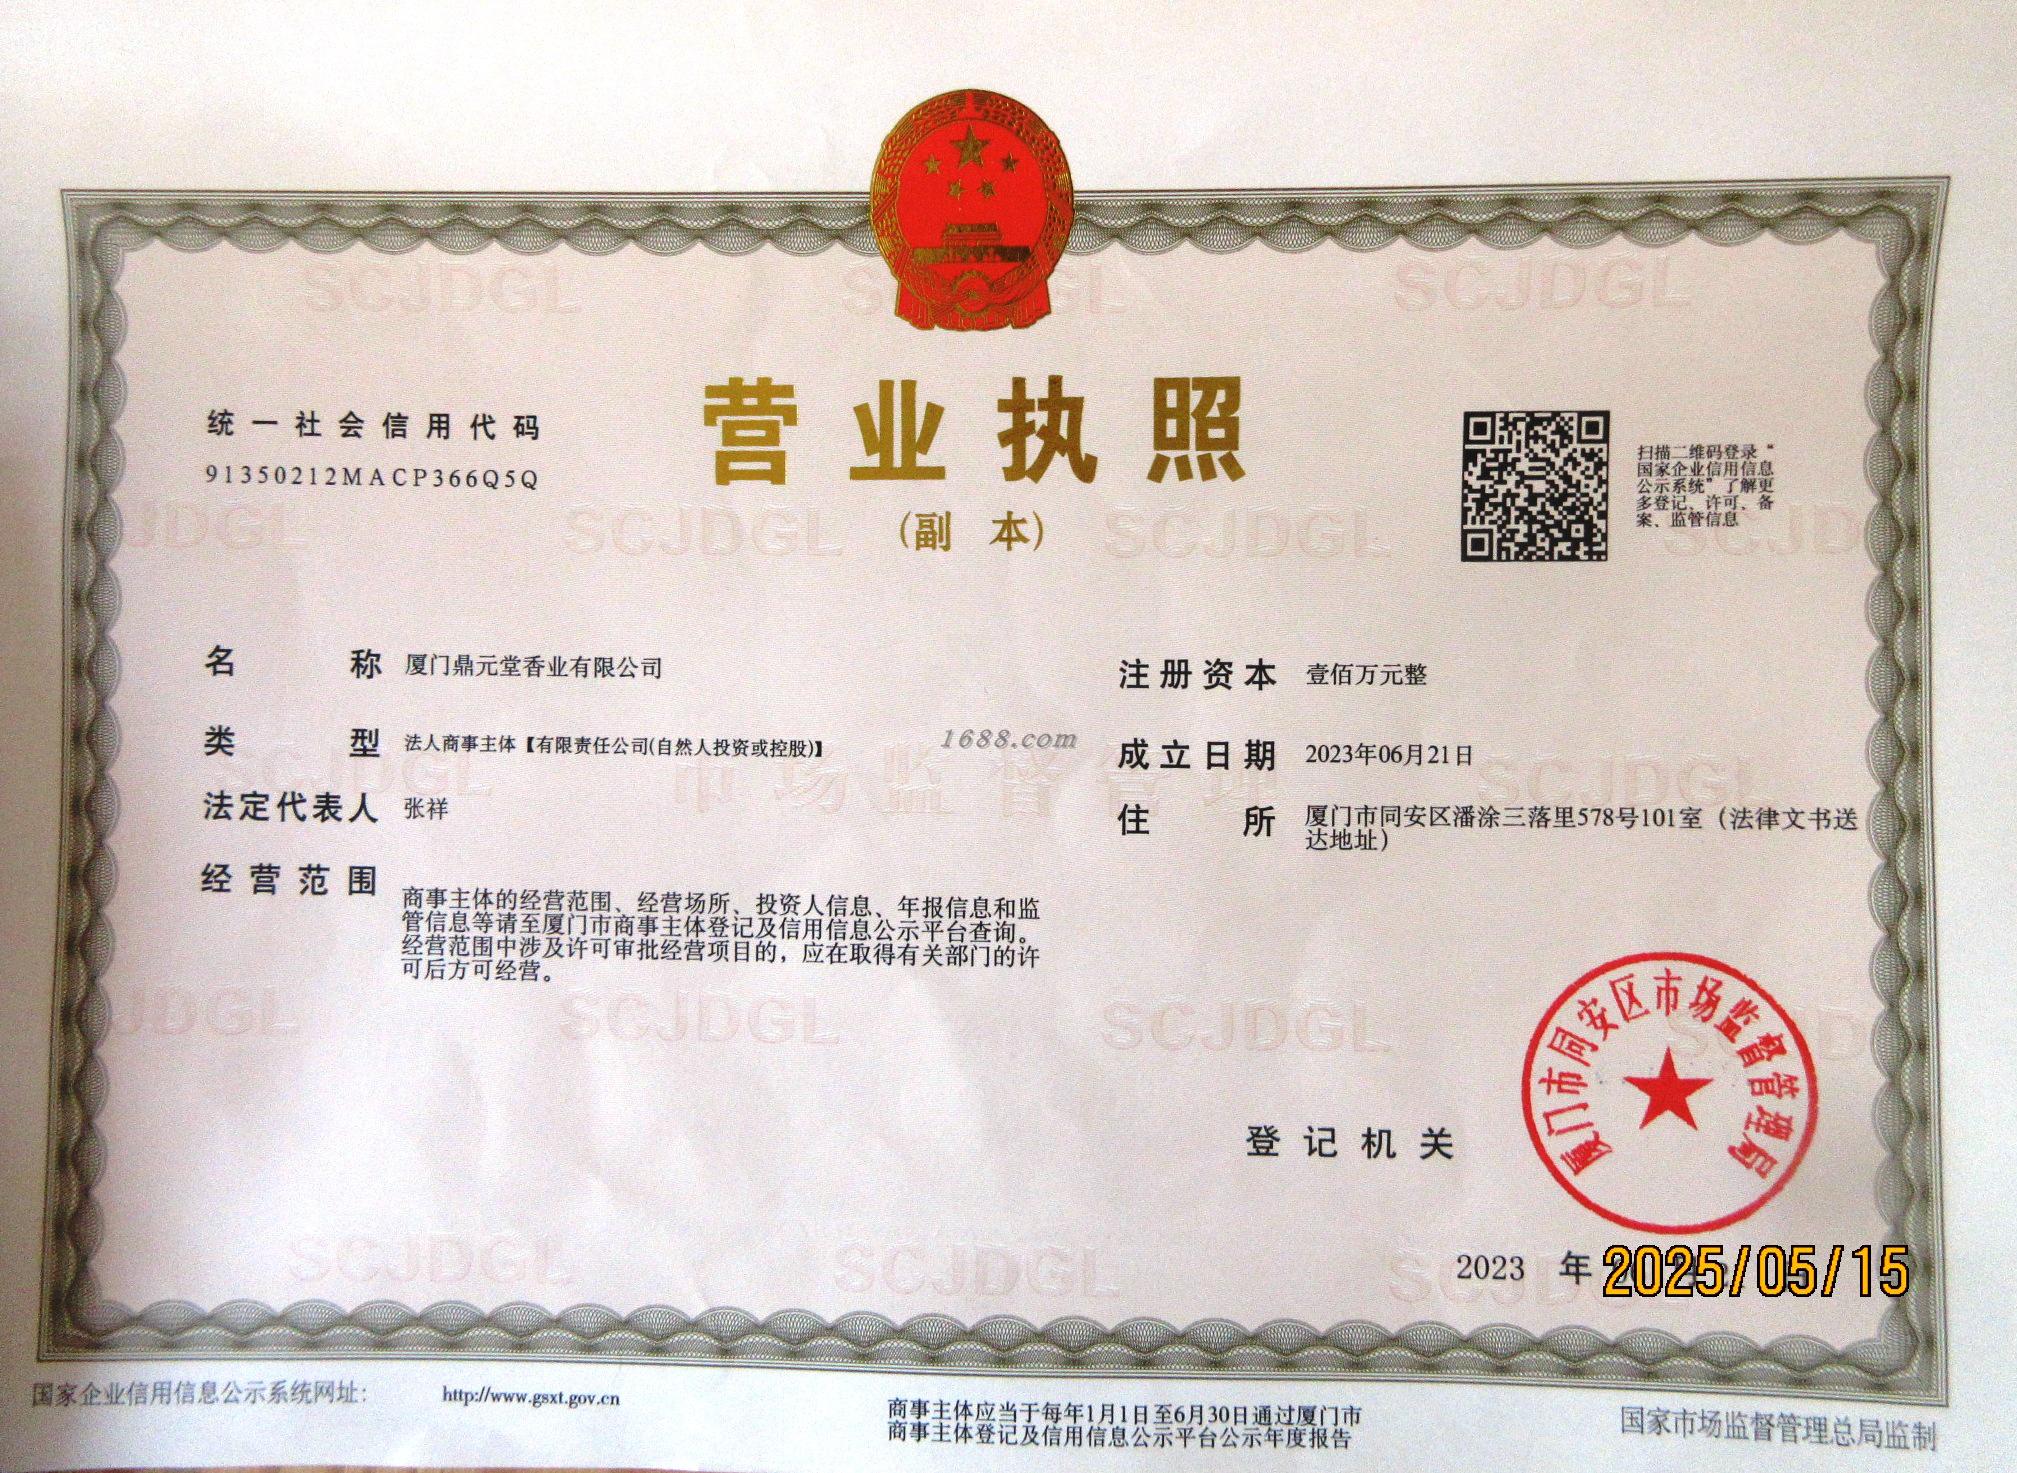 营业执照
(副 本)
统一社会信用代码
91350212MACP366Q5Q
扫描二维码登录“
国家企业信用信息
公示系统”了解更
多登记、许可、备
案、监管信息
名 称 厦门鼎元堂香业有限公司
类 型 法人商事主体【有限责任公司(自然人投资或控股)】
法定代表人 张祥
经营范围 商事主体的经营范围、经营场所、投资人信息、年报信息和监
管信息等请至厦门市商事主体登记及信用信息公示平台查询。
经营范围中涉及许可审批经营项目的，应在取得有关部门的许
可后方可经营。
注册资本 壹佰万元整
成立日期 2023年06月21日
住 所 厦门市同安区潘涂三落里578号101室（法律文书送
达地址）
1688.com
市场监督管理
SCJDGL
登记机关
厦门市同安区市场监督管理局
2023 年
2025/05/15
国家企业信用信息公示系统网址：
http://www.gsxt.gov.cn
商事主体应当于每年1月1日至6月30日通过厦门市
商事主体登记及信用信息公示平台公示年度报告
国家市场监督管理总局监制